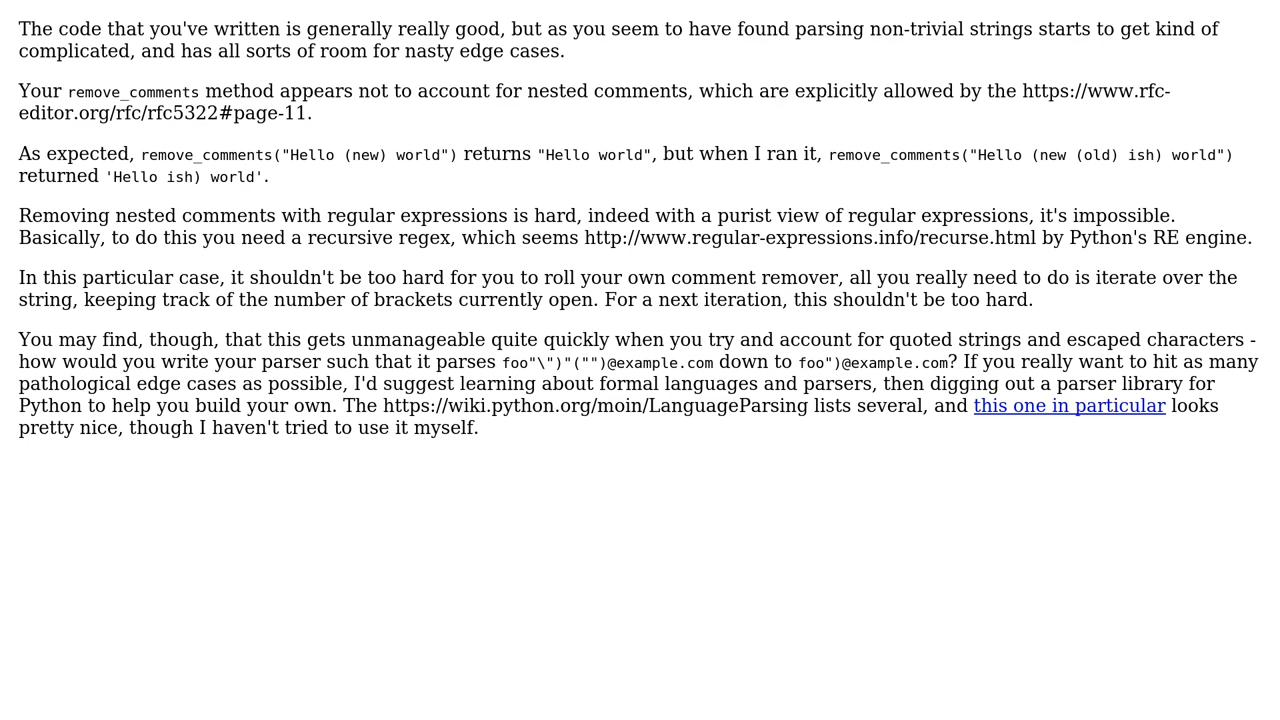 The code that you've written is generally really good, but as you seem to have found parsing non-trivial strings starts to get kind of
complicated, and has all sorts of room for nasty edge cases.
Your remove_comments method appears not to account for nested comments, which are explicitly allowed by the https://www.rfc-
editor.org/rfc/rfc5322#page-11.
As expected, remove_comments("Hello (new) world") returns "Hello world", but when I ran it, remove_comments("Hello (new (old) ish) world")
returned 'Hello ish) world'.
Removing nested comments with regular expressions is hard, indeed with a purist view of regular expressions, it's impossible.
Basically, to do this you need a recursive regex, which seems http://www.regular-expressions.info/recurse.html by Python's RE engine.
In this particular case, it shouldn't be too hard for you to roll your own comment remover, all you really need to do is iterate over the
string, keeping track of the number of brackets currently open. For a next iteration, this shouldn't be too hard.
You may find, though, that this gets unmanageable quite quickly when you try and account for quoted strings and escaped characters -
how would you write your parser such that it parses foo"\")"("")@example.com down to foo")@example.com? If you really want to hit as many
pathological edge cases as possible, I'd suggest learning about formal languages and parsers, then digging out a parser library for
Python to help you build your own. The https://wiki.python.org/moin/LanguageParsing lists several, and this one in particular looks
pretty nice, though I haven't tried to use it myself.